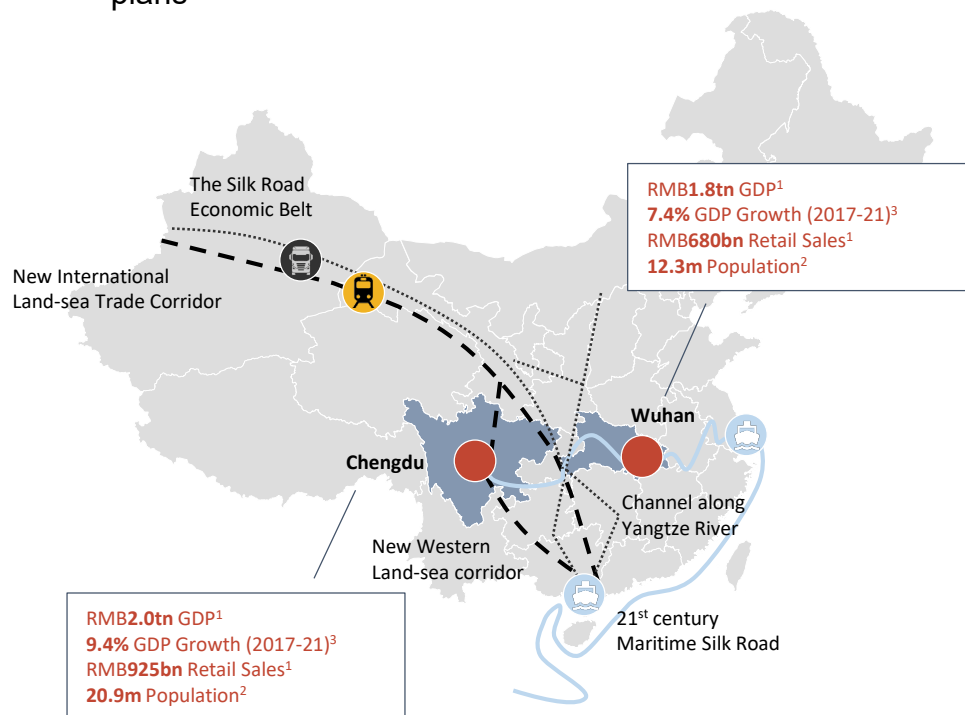 plans
The Silk Road
Economic Belt
New International
Land-sea Trade Corridor
RMB1.8tn GDP¹
7.4% GDP Growth (2017-21)³
RMB680bn Retail Sales¹
12.3m Population²
Wuhan
Chengdu
Channel along
Yangtze River
New Western
Land-sea corridor
RMB2.0tn GDP¹
9.4% GDP Growth (2017-21)³
RMB925bn Retail Sales¹
20.9m Population²
21st century
Maritime Silk Road